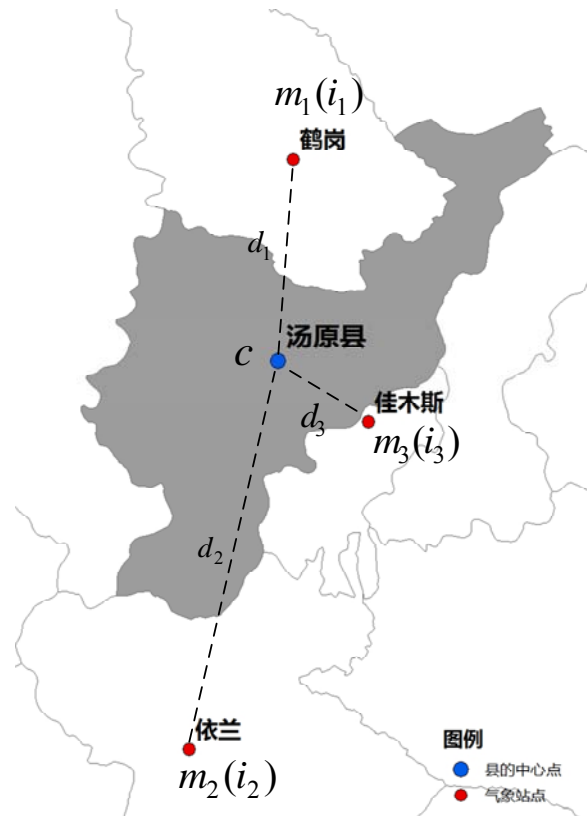 m₁(i₁)
鹤岗
d₁
汤原县
c
佳木斯
d₃
m₃(i₃)
d₂
依兰
m₂(i₂)
图例
县的中心点
气象站点